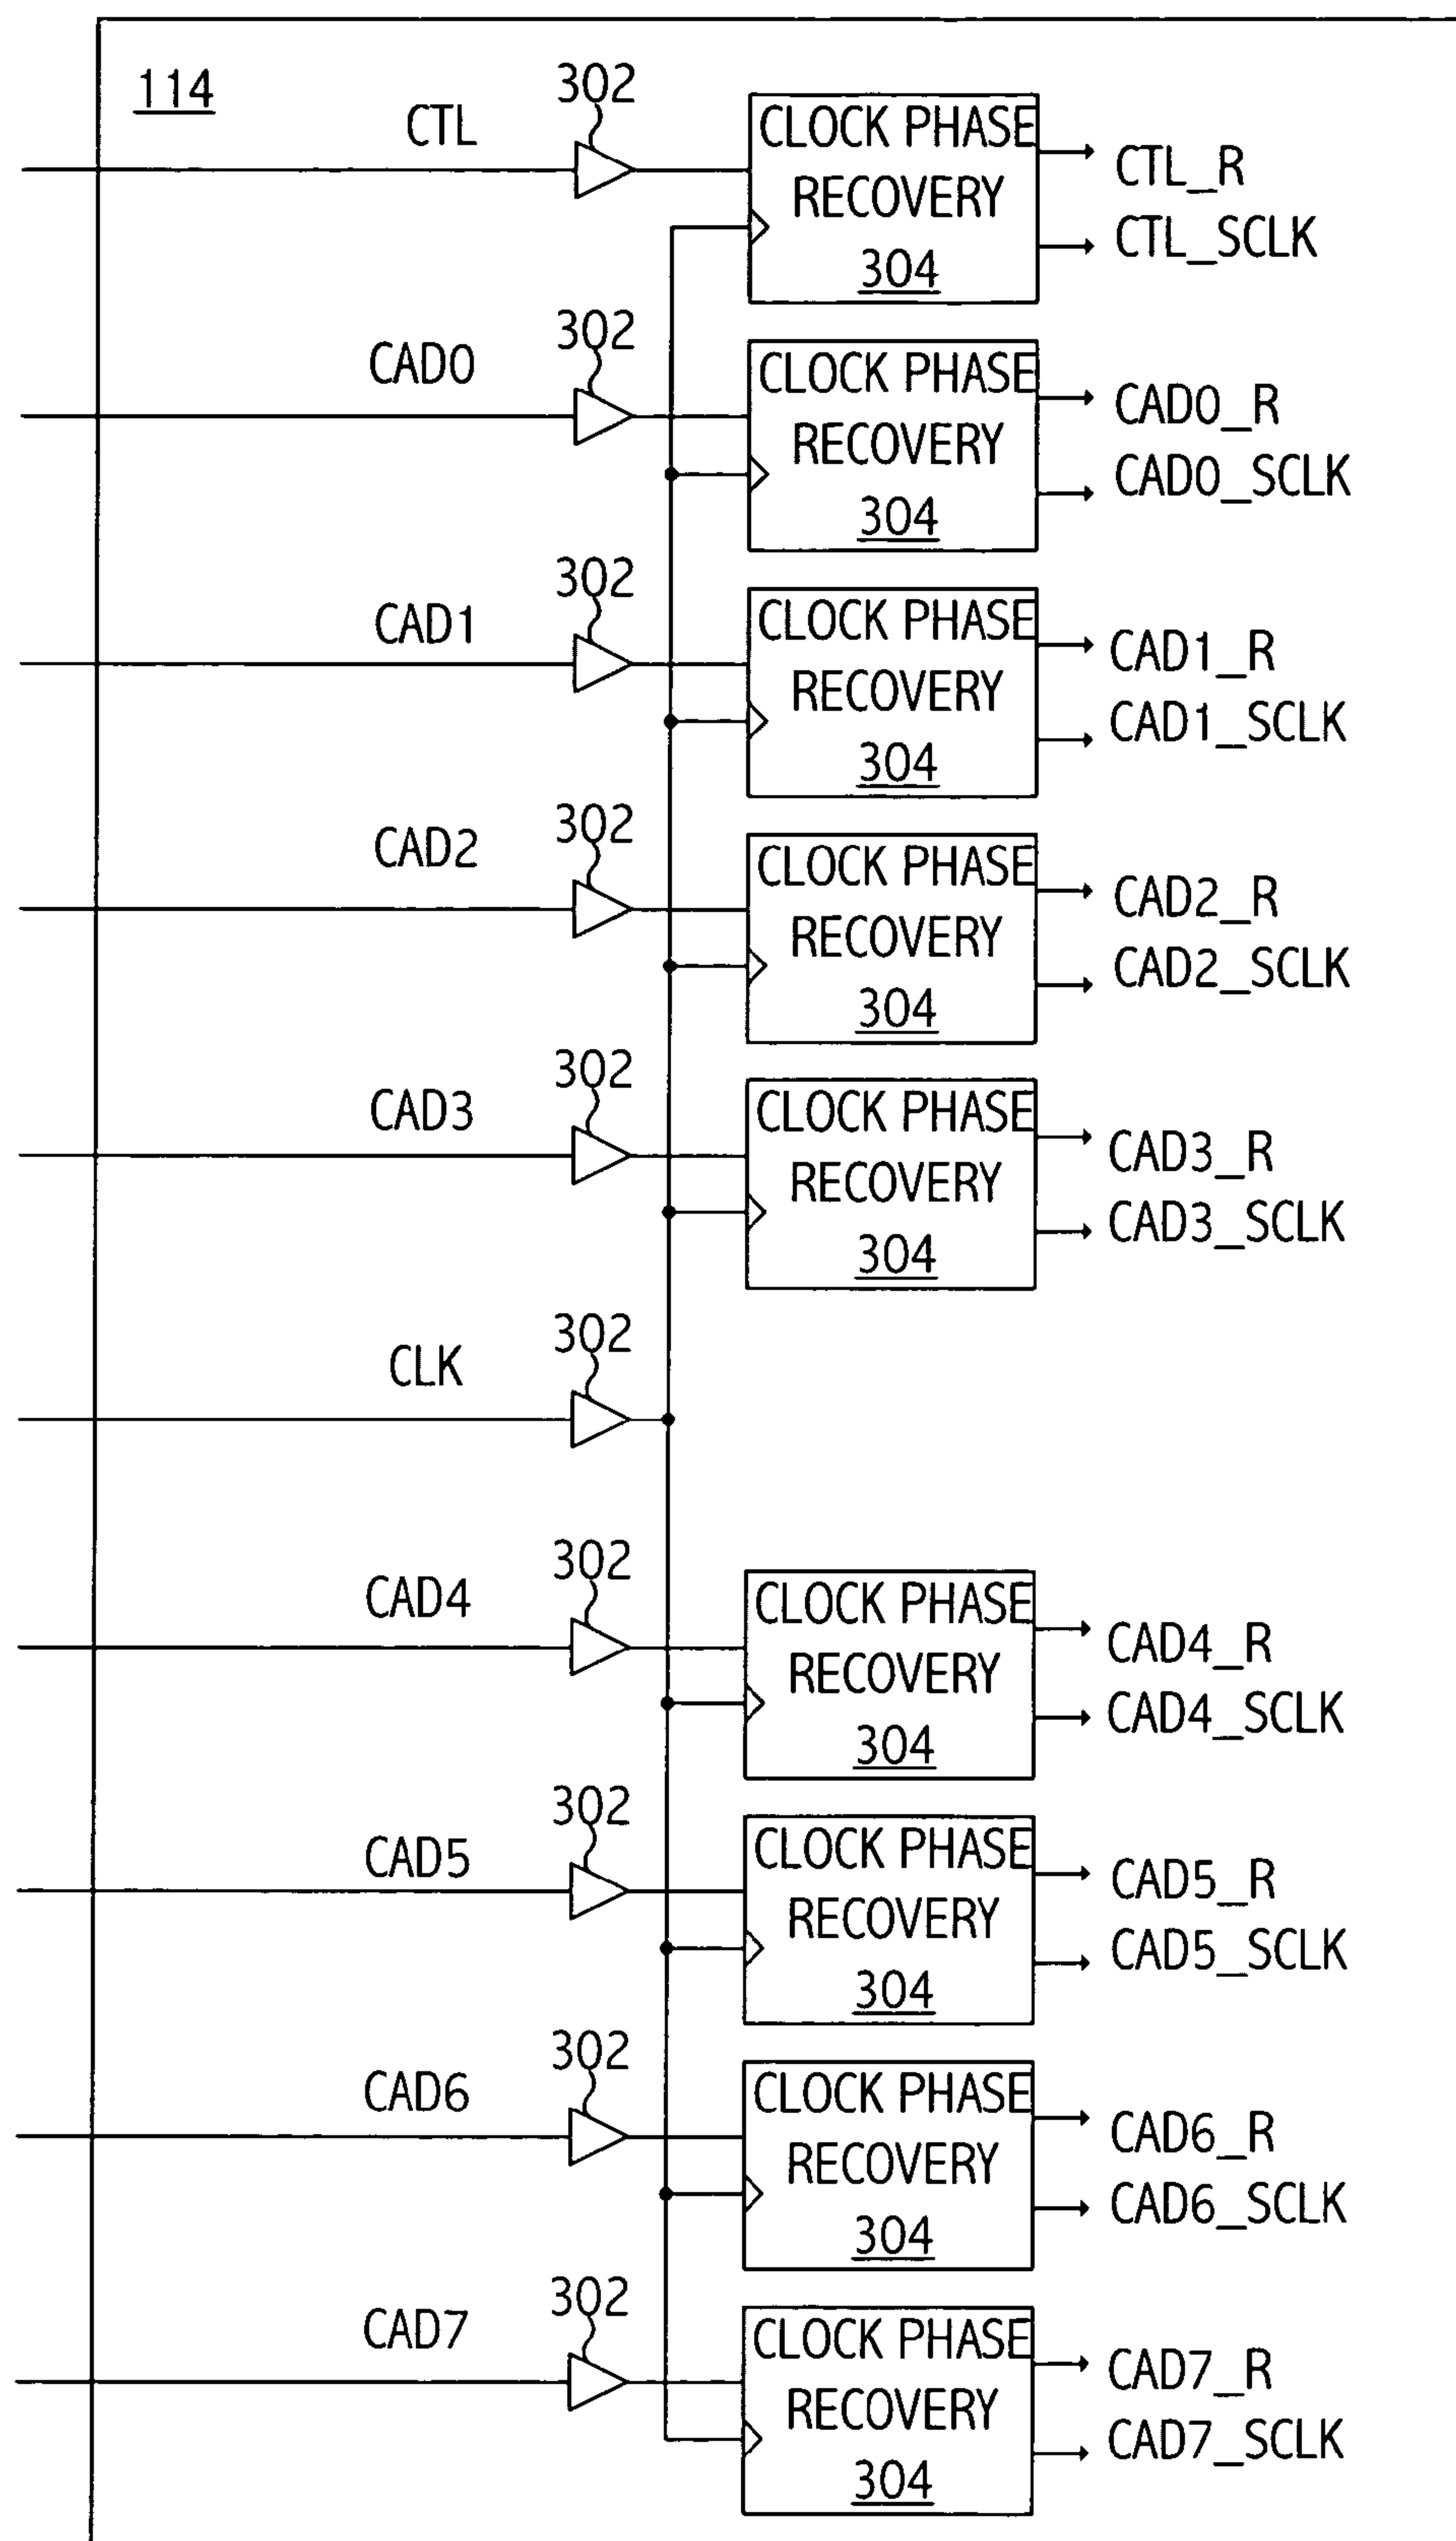 114
302
CTL
CLOCK PHASE
RECOVERY
304
CTL_R
CTL_SCLK
302
CAD0
CLOCK PHASE
RECOVERY
304
CAD0_R
CAD0_SCLK
302
CAD1
CLOCK PHASE
RECOVERY
304
CAD1_R
CAD1_SCLK
302
CAD2
CLOCK PHASE
RECOVERY
304
CAD2_R
CAD2_SCLK
302
CAD3
CLOCK PHASE
RECOVERY
304
CAD3_R
CAD3_SCLK
302
CLK
302
CAD4
CLOCK PHASE
RECOVERY
304
CAD4_R
CAD4_SCLK
302
CAD5
CLOCK PHASE
RECOVERY
304
CAD5_R
CAD5_SCLK
302
CAD6
CLOCK PHASE
RECOVERY
304
CAD6_R
CAD6_SCLK
302
CAD7
CLOCK PHASE
RECOVERY
304
CAD7_R
CAD7_SCLK